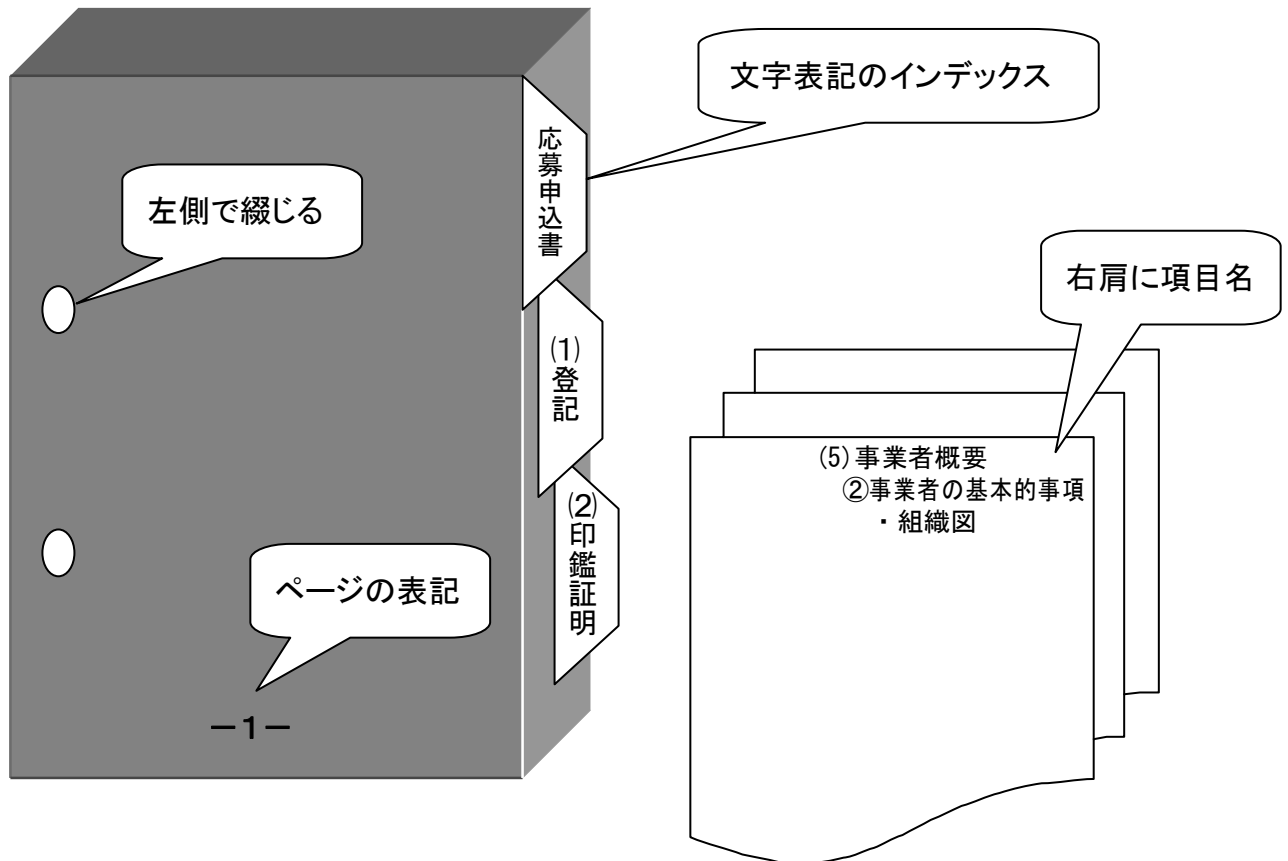 文字表記のインデックス
応募申込書
左側で綴じる
右肩に項目名
(1)登記
(5)事業者概要
②事業者の基本的事項
・組織図
(2)印鑑証明
ページの表記
－1－